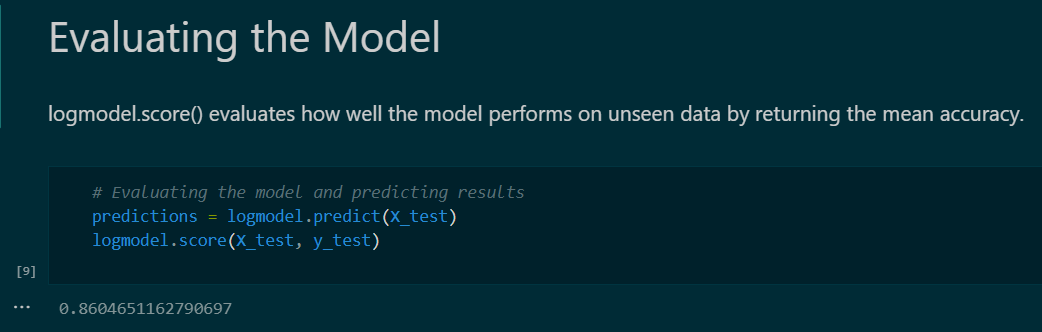 Evaluating the Model
logmodel.score() evaluates how well the model performs on unseen data by returning the mean accuracy.
# Evaluating the model and predicting results
predictions = logmodel.predict(X_test)
logmodel.score(X_test, y_test)
[9]
... 0.8604651162790697